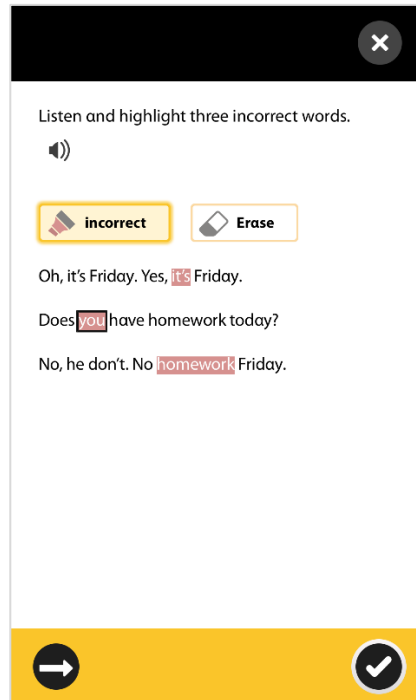 Listen and highlight three incorrect words.
incorrect
Erase
Oh, it's Friday. Yes, it's Friday.
Does you have homework today?
No, he don't. No homework Friday.